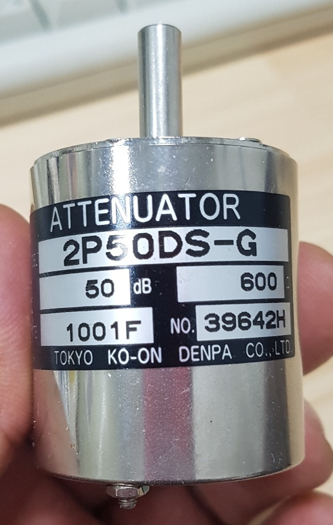 ATTENUATOR
2P50DS-G
50 dB 600
1001F NO. 39642H
TOKYO KO-ON DENPA CO.,LTD